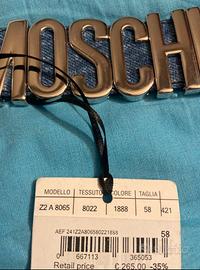 MOSCHI
MODELLO TESSUTO COLORE TAGLIA
Z2 A 8065 8022 1888 58 421
AEF 241Z2A806580221888
58
0 667113 365053
Retail price € 265.00 -35%